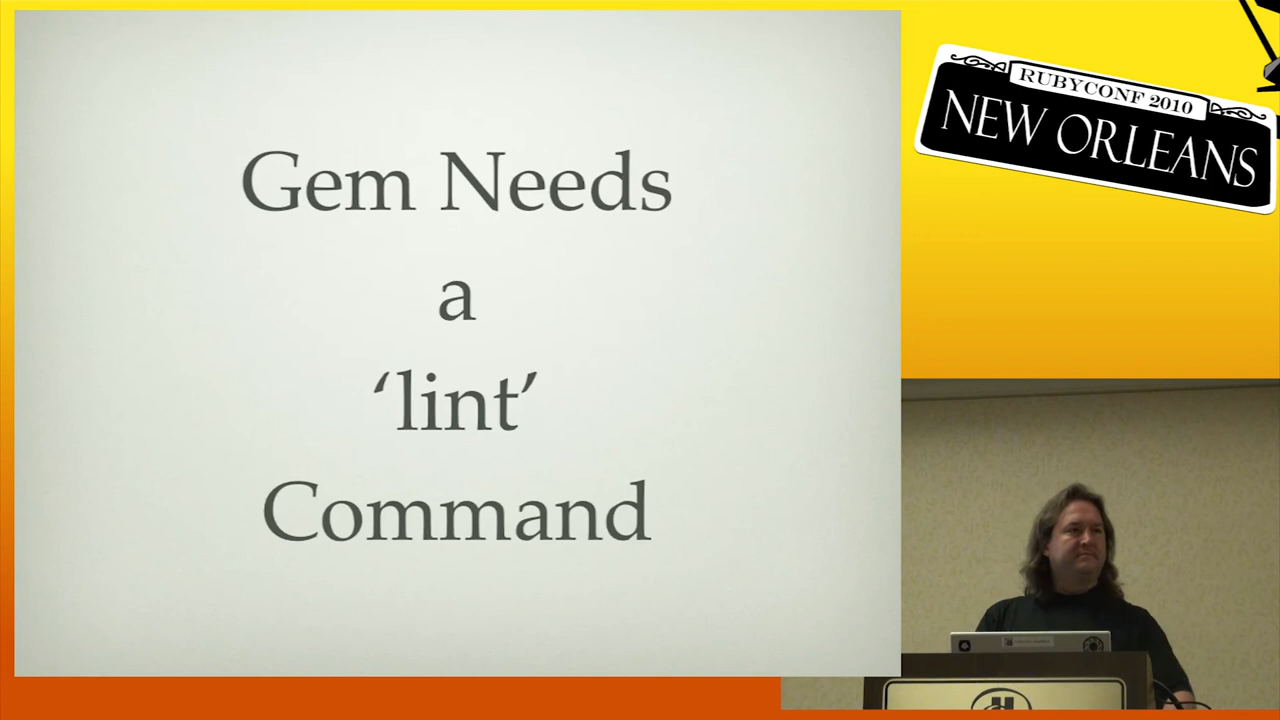 Gem Needs
a
‘lint’
Command
RUBYCONF 2010
NEW ORLEANS